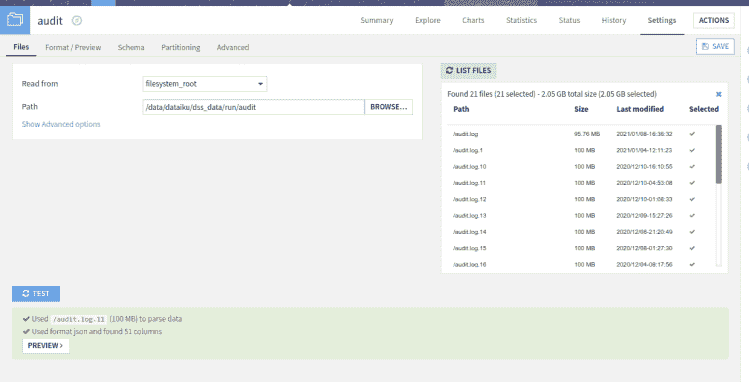 audit
Summary Explore Charts Statistics Status History Settings ACTIONS
Files Format / Preview Schema Partitioning Advanced SAVE
Read from filesystem_root
Path /data/dataiku/dss_data/run/audit BROWSE...
Show Advanced options
LIST FILES
Found 21 files (21 selected) - 2.05 GB total size (2.05 GB selected)
Path Size Last modified Selected
/audit.log 95.76 MB 2021/01/08-16:36:32
/audit.log.1 100 MB 2021/01/04-12:11:23
/audit.log.10 100 MB 2020/12/10-16:10:55
/audit.log.11 100 MB 2020/12/10-04:53:08
/audit.log.12 100 MB 2020/12/10-01:68:33
/audit.log.13 100 MB 2020/12/09-15:27:26
/audit.log.14 100 MB 2020/12/08-21:20:49
/audit.log.15 100 MB 2020/12/08-01:27:30
/audit.log.16 100 MB 2020/12/04-08:17:56
TEST
Used /audit.log.11 (100 MB) to parse data
Used format json and found 51 columns
PREVIEW